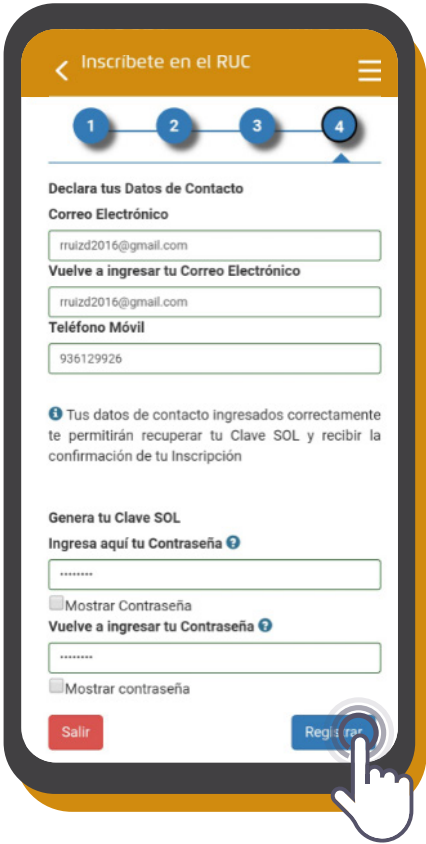 Inscríbete en el RUC
1 2 3 4
Declara tus Datos de Contacto
Correo Electrónico
rruizd2016@gmail.com
Vuelve a ingresar tu Correo Electrónico
rruizd2016@gmail.com
Teléfono Móvil
936129926
Tus datos de contacto ingresados correctamente
te permitirán recuperar tu Clave SOL y recibir la
confirmación de tu Inscripción
Genera tu Clave SOL
Ingresa aquí tu Contraseña ?
········
Mostrar Contraseña
Vuelve a ingresar tu Contraseña ?
········
Mostrar contraseña
Salir
Registrar